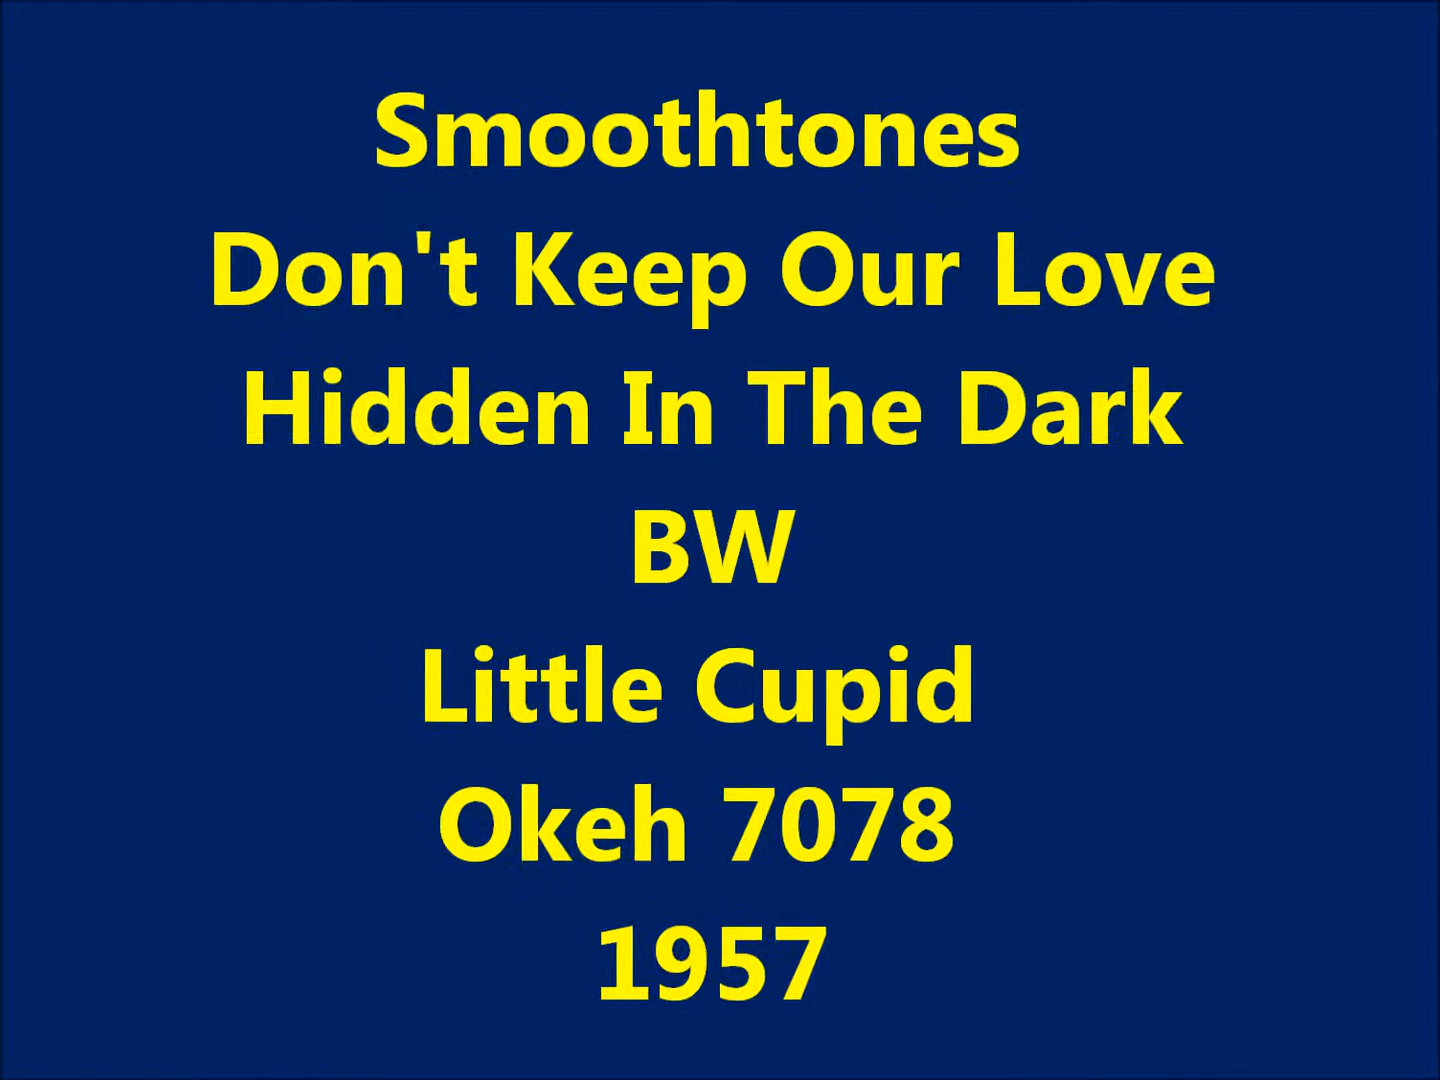 Smoothtones
Don't Keep Our Love
Hidden In The Dark
BW
Little Cupid
Okeh 7078
1957